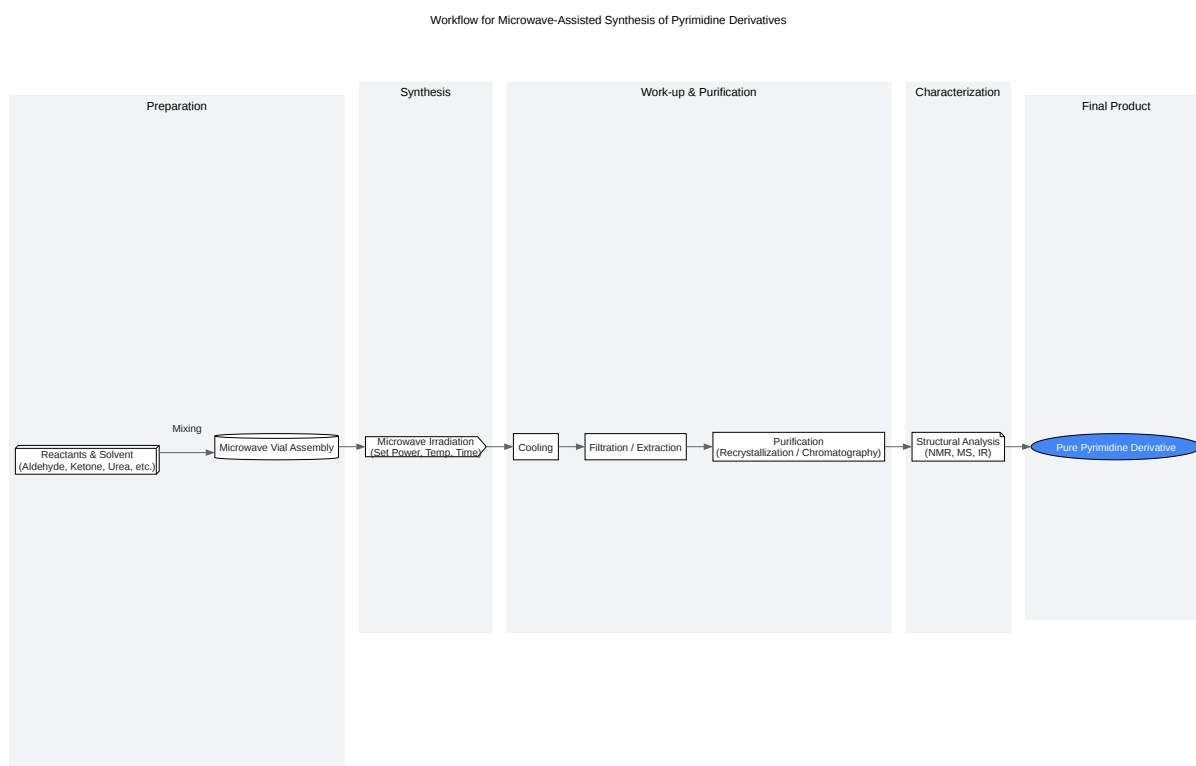 Workflow for Microwave-Assisted Synthesis of Pyrimidine Derivatives
Preparation
Synthesis
Work-up & Purification
Characterization
Final Product
Mixing
Reactants & Solvent
(Aldehyde, Ketone, Urea, etc.)
Microwave Vial Assembly
Microwave Irradiation
(Set Power, Temp, Time)
Cooling
Filtration / Extraction
Purification
(Recrystallization / Chromatography)
Structural Analysis
(NMR, MS, IR)
Pure Pyrimidine Derivative